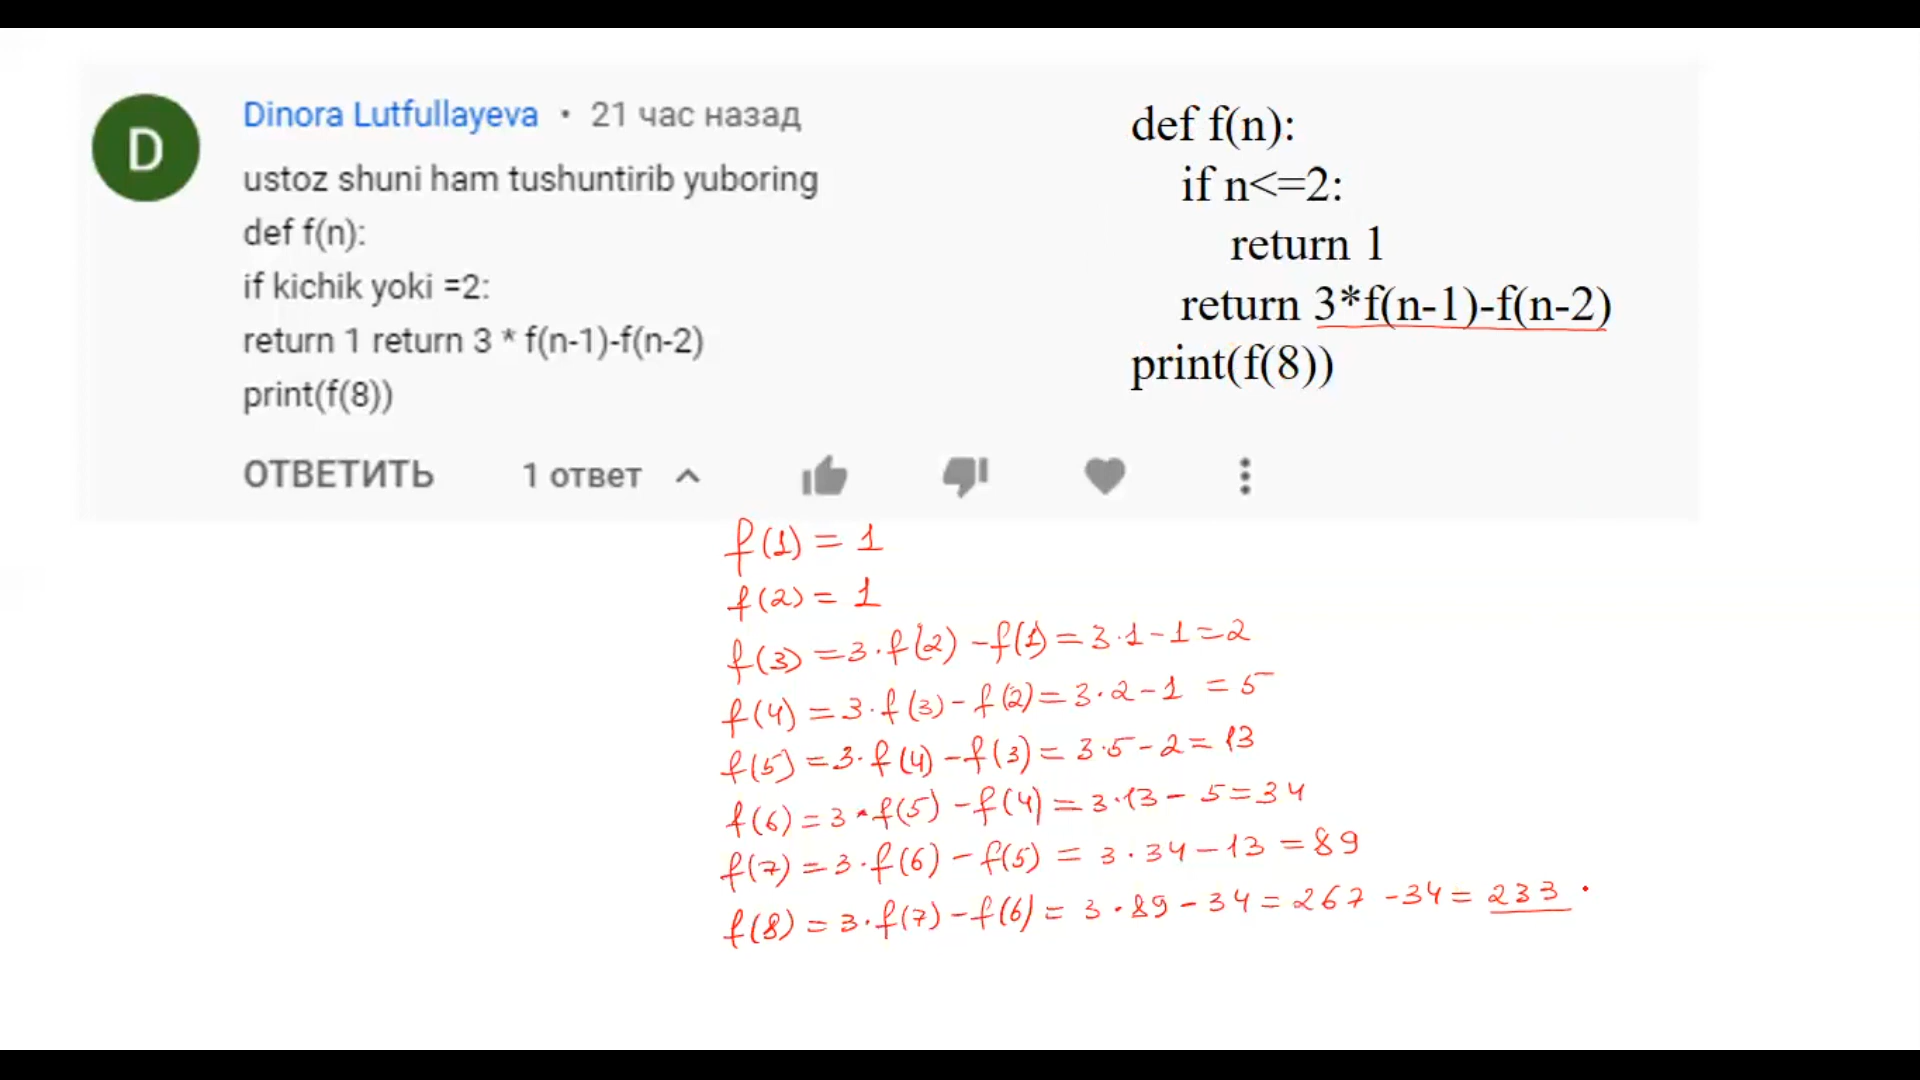 D
Dinora Lutfullayeva • 21 час назад
ustoz shuni ham tushuntirib yuboring
def f(n):
if kichik yoki =2:
return 1 return 3 * f(n-1)-f(n-2)
print(f(8))
ОТВЕТИТЬ 1 ответ
def f(n):
if n<=2:
return 1
return 3*f(n-1)-f(n-2)
print(f(8))
f(1) = 1
f(2) = 1
f(3) = 3·f(2) - f(1) = 3·1 - 1 = 2
f(4) = 3·f(3) - f(2) = 3·2 - 1 = 5
f(5) = 3·f(4) - f(3) = 3·5 - 2 = 13
f(6) = 3·f(5) - f(4) = 3·13 - 5 = 34
f(7) = 3·f(6) - f(5) = 3·34 - 13 = 89
f(8) = 3·f(7) - f(6) = 3·89 - 34 = 267 - 34 = 233.